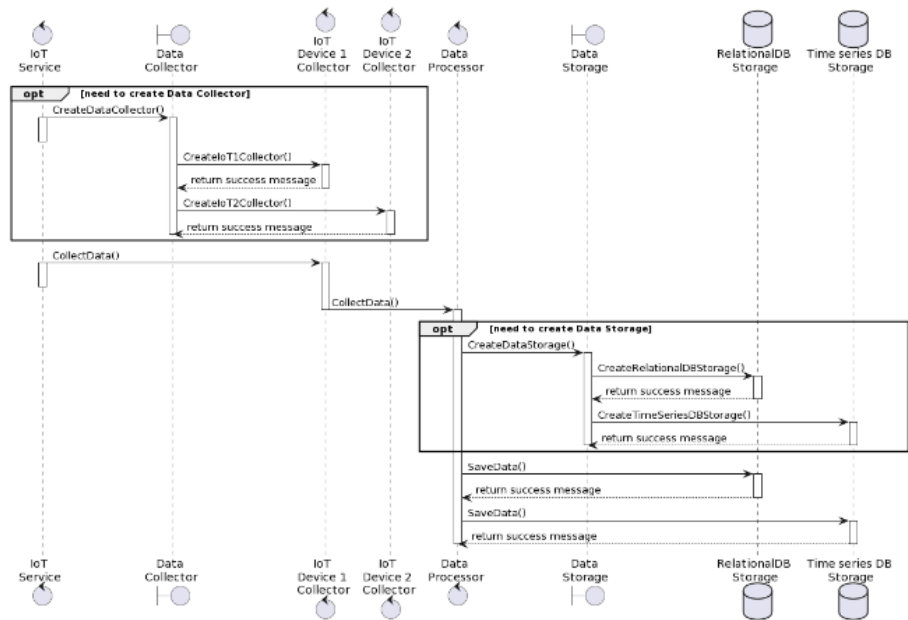 IoT
Service
Data
Collector
IoT
Device 1
Collector
IoT
Device 2
Collector
Data
Processor
Data
Storage
RelationalDB
Storage
Time series DB
Storage
opt [need to create Data Collector]
CreateDataCollector()
CreateIoT1Collector()
return success message
CreateIoT2Collector()
return success message
CollectData()
CollectData()
opt [need to create Data Storage]
CreateDataStorage()
CreateRelationalDBStorage()
return success message
CreateTimeSeriesDBStorage()
return success message
SaveData()
return success message
SaveData()
return success message
IoT
Service
Data
Collector
IoT
Device 1
Collector
IoT
Device 2
Collector
Data
Processor
Data
Storage
RelationalDB
Storage
Time series DB
Storage